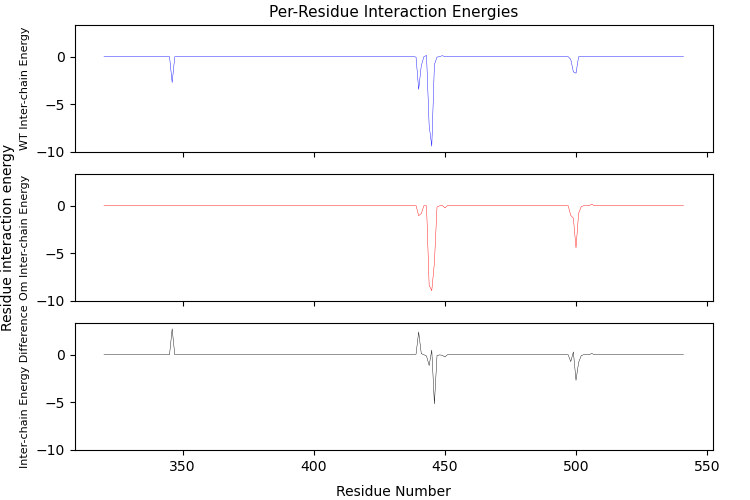 Per-Residue Interaction Energies
Residue interaction energy
WT Inter-chain Energy
0
−5
−10
Om Inter-chain Energy
0
−5
−10
Inter-chain Energy Difference
0
−5
−10
350 400 450 500 550
Residue Number